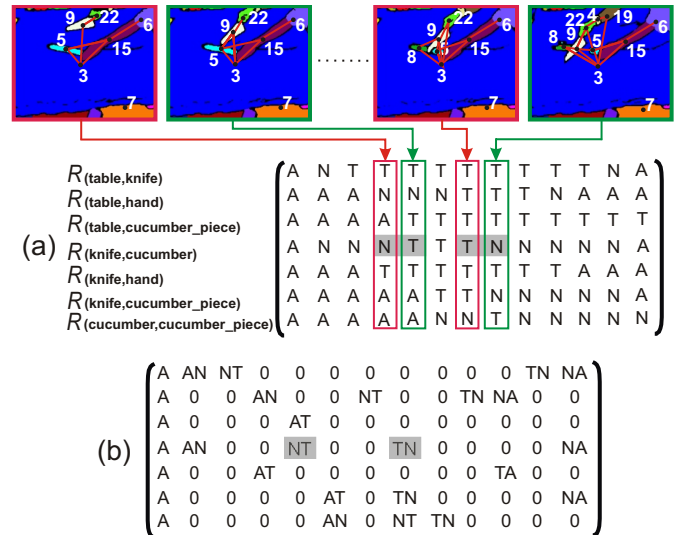 9 22 6 5 15 3 7
9 22 6 5 15 3 7
22 6 9 15 8 3 7
4 19 22 6 9 8 5 15 3 7
R(table,knife) A N T T T T T T T T T N A
R(table,hand) A A A N N N T T T N A A A
R(table,cucumber_piece) A A A A T T T T T T T T T
(a) R(knife,cucumber) A N N N T T T N N N N N A
R(knife,hand) A A A T T T T T T T A A A
R(knife,cucumber_piece) A A A A A T T N N N N N A
R(cucumber,cucumber_piece) A A A A A N N T N N N N N
A AN NT 0 0 0 0 0 0 0 0 TN NA
A 0 0 AN 0 0 NT 0 0 TN NA 0 0
A 0 0 0 AT 0 0 0 0 0 0 0 0
(b) A AN 0 0 NT 0 0 TN 0 0 0 0 NA
A 0 0 AT 0 0 0 0 0 0 TA 0 0
A 0 0 0 0 AT 0 TN 0 0 0 0 NA
A 0 0 0 0 AN 0 NT TN 0 0 0 0